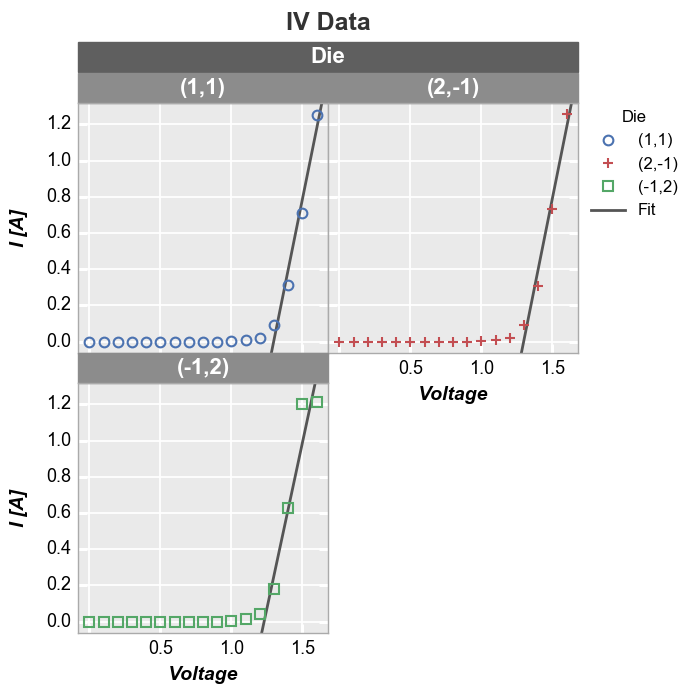 IV Data
Die
(1,1) (2,-1)
1.2
1.0
0.8
0.6
0.4
0.2
0.0
I [A]
0.5 1.0 1.5
Voltage
Die
(1,1)
(2,-1)
(-1,2)
Fit
(-1,2)
1.2
1.0
0.8
0.6
0.4
0.2
0.0
I [A]
0.5 1.0 1.5
Voltage